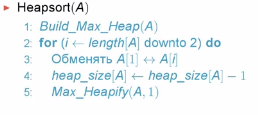 ► Heapsort(A)
1: Build_Max_Heap(A)
2: for (i ← length[A] downto 2) do
3: Обменять A[1] ↔ A[i]
4: heap_size[A] ← heap_size[A] − 1
5: Max_Heapify(A, 1)